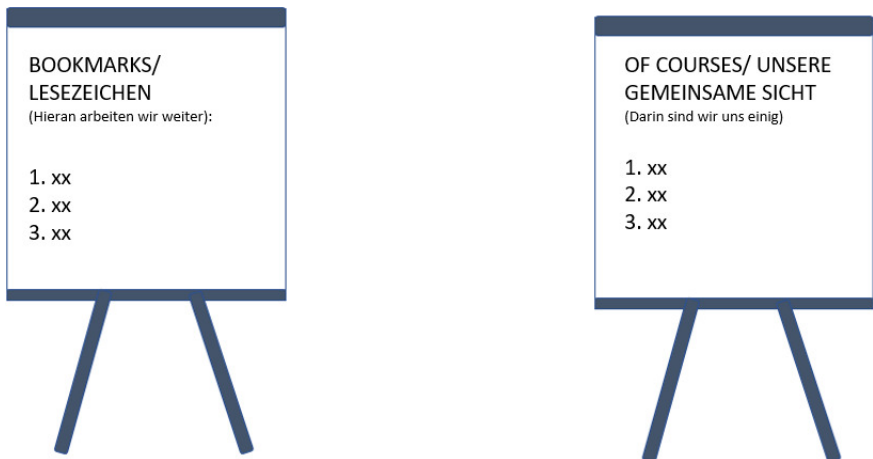 BOOKMARKS/
LESEZEICHEN
(Hieran arbeiten wir weiter):
1. xx
2. xx
3. xx
OF COURSES/ UNSERE
GEMEINSAME SICHT
(Darin sind wir uns einig)
1. xx
2. xx
3. xx